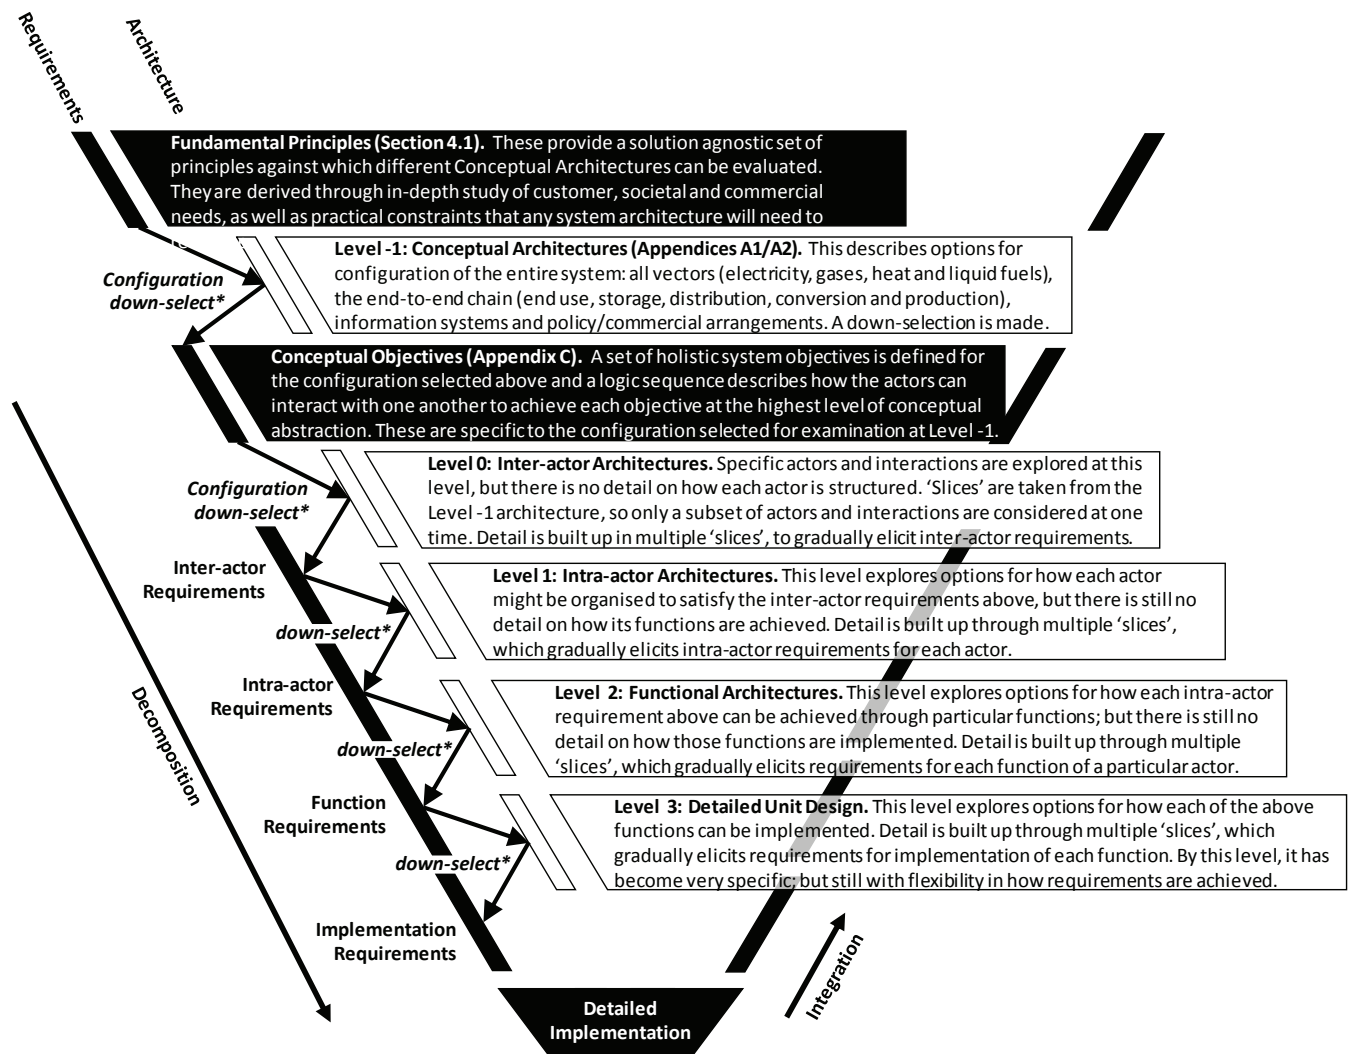 Requirements
Architecture
Fundamental Principles (Section 4.1). These provide a solution agnostic set of
principles against which different Conceptual Architectures can be evaluated.
They are derived through in-depth study of customer, societal and commercial
needs, as well as practical constraints that any system architecture will need to
Configuration
down-select*
Level -1: Conceptual Architectures (Appendices A1/A2). This describes options for
configuration of the entire system: all vectors (electricity, gases, heat and liquid fuels),
the end-to-end chain (end use, storage, distribution, conversion and production),
information systems and policy/commercial arrangements. A down-selection is made.
Conceptual Objectives (Appendix C). A set of holistic system objectives is defined for
the configuration selected above and a logic sequence describes how the actors can
interact with one another to achieve each objective at the highest level of conceptual
abstraction. These are specific to the configuration selected for examination at Level -1.
Configuration
down-select*
Level 0: Inter-actor Architectures. Specific actors and interactions are explored at this
level, but there is no detail on how each actor is structured. ‘Slices’ are taken from the
Level -1 architecture, so only a subset of actors and interactions are considered at one
time. Detail is built up in multiple ‘slices’, to gradually elicit inter-actor requirements.
Inter-actor
Requirements
Level 1: Intra-actor Architectures. This level explores options for how each actor
might be organised to satisfy the inter-actor requirements above, but there is still no
detail on how its functions are achieved. Detail is built up through multiple ‘slices’,
which gradually elicits intra-actor requirements for each actor.
down-select*
Intra-actor
Requirements
Level 2: Functional Architectures. This level explores options for how each intra-actor
requirement above can be achieved through particular functions; but there is still no
detail on how those functions are implemented. Detail is built up through multiple
‘slices’, which gradually elicits requirements for each function of a particular actor.
down-select*
Function
Requirements
Level 3: Detailed Unit Design. This level explores options for how each of the above
functions can be implemented. Detail is built up through multiple ‘slices’, which
gradually elicits requirements for implementation of each function. By this level, it has
become very specific; but still with flexibility in how requirements are achieved.
down-select*
Implementation
Requirements
Decomposition
Integration
Detailed
Implementation